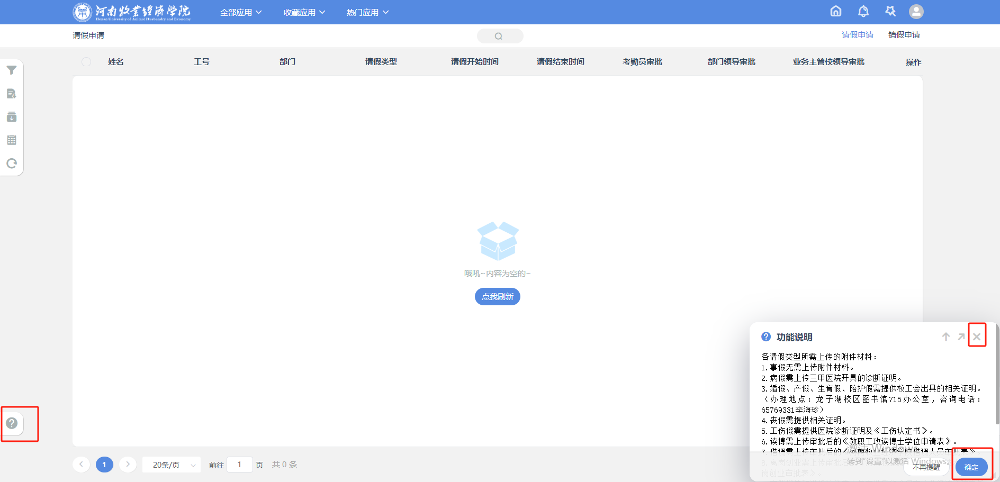 河南牧业经济学院
Henan University of Animal Husbandry and Economy
全部应用 收藏应用 热门应用
请假申请 请假申请 销假申请
姓名 工号 部门 请假类型 请假开始时间 请假结束时间 考勤员审批 部门领导审批 业务主管校领导审批 操作
哦吼~内容为空的~
点我刷新
功能说明
各请假类型所需上传的附件材料：
1.事假无需上传附件材料。
2.病假需上传三甲医院开具的诊断证明。
3.婚假、产假、生育假、陪护假需提供校工会出具的相关证明。
（办理地点：龙子湖校区图书馆715办公室，咨询电话：
65769331李海珍）
4.丧假需提供相关证明。
5.工伤假需提供医院诊断证明及《工伤认定书》。
6.读博需上传审批后的《教职工攻读博士学位申请表》。
7.借调需上传审批后的《河南牧业经济学院借调人员审批表》。
8.离岗创业需上传审批后
岗创业审批表》。
激活 Windows
转到"设置"以激活 Windows。
不再提醒 确定
1 20条/页 前往 1 页 共 0 条